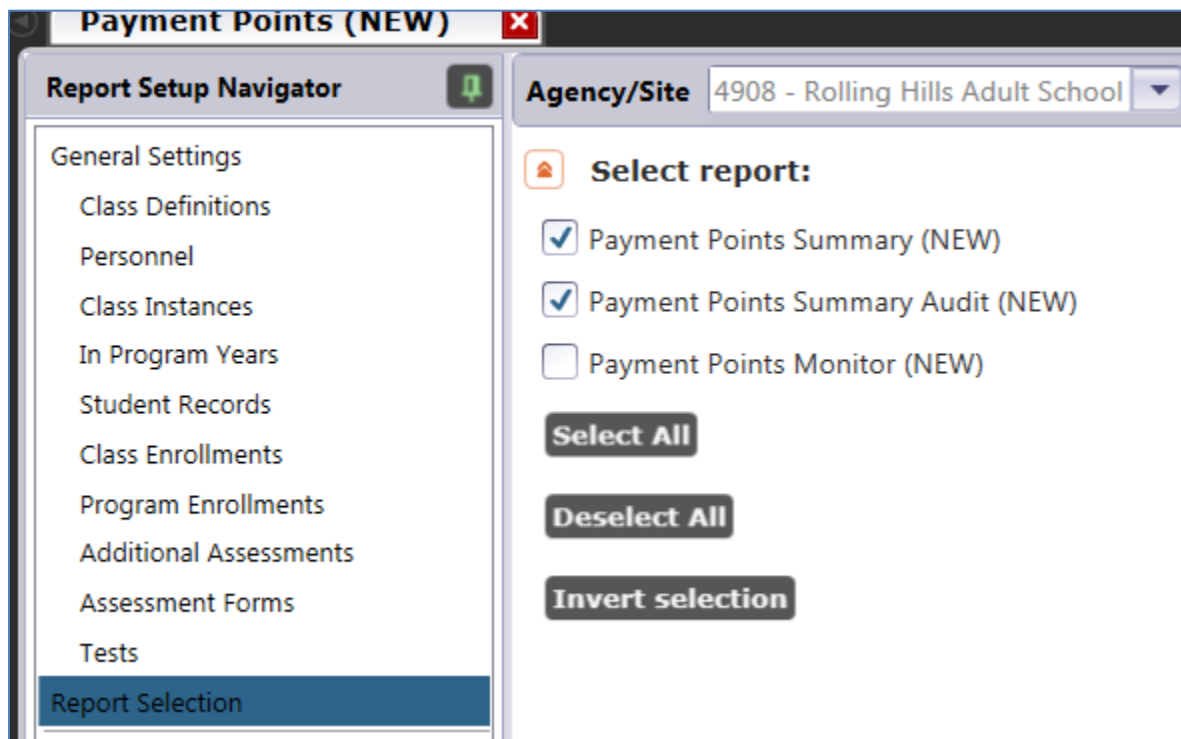 Payment Points (NEW)
Report Setup Navigator
General Settings
Class Definitions
Personnel
Class Instances
In Program Years
Student Records
Class Enrollments
Program Enrollments
Additional Assessments
Assessment Forms
Tests
Report Selection
Agency/Site 4908 - Rolling Hills Adult School
Select report:
Payment Points Summary (NEW)
Payment Points Summary Audit (NEW)
Payment Points Monitor (NEW)
Select All
Deselect All
Invert selection